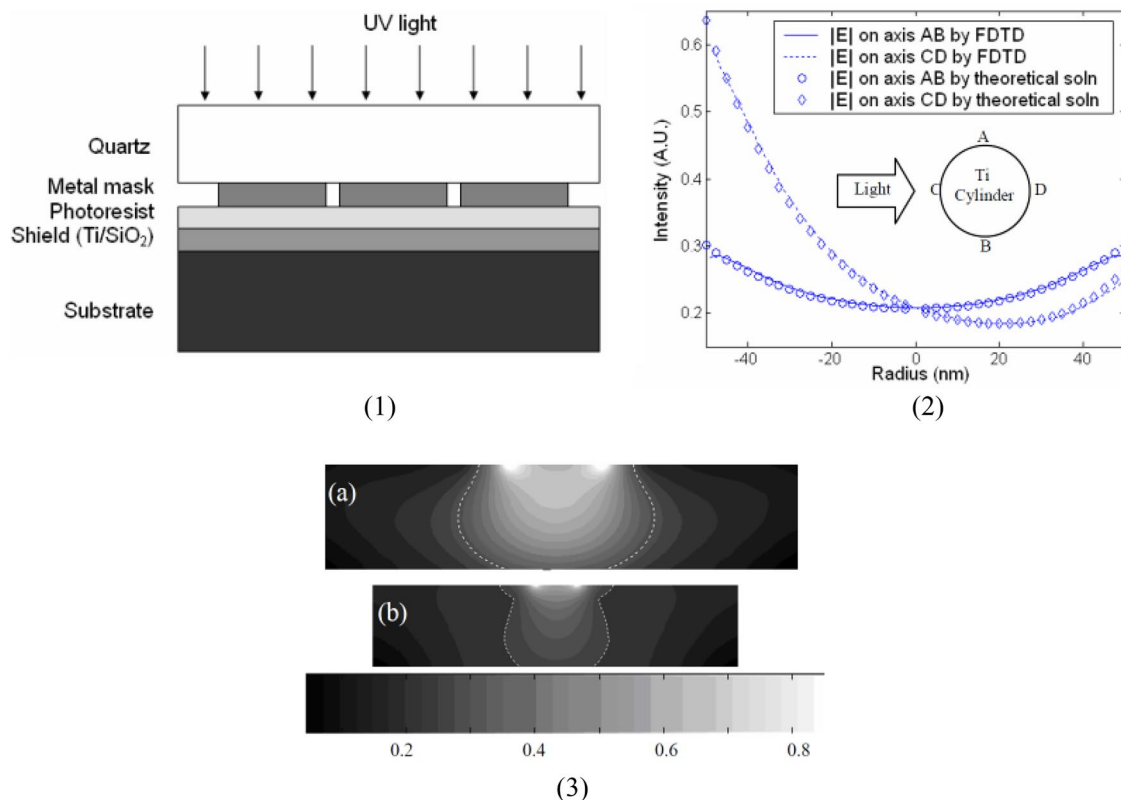 UV light
Quartz
Metal mask
Photoresist
Shield (Ti/SiO₂)
Substrate
(1)
|E| on axis AB by FDTD
|E| on axis CD by FDTD
|E| on axis AB by theoretical soln
|E| on axis CD by theoretical soln
Intensity (A.U.)
0.6
0.5
0.4
0.3
0.2
Light
A
C
Ti
Cylinder
D
B
-40
-20
0
20
40
Radius (nm)
(2)
(a)
(b)
0.2
0.4
0.6
0.8
(3)